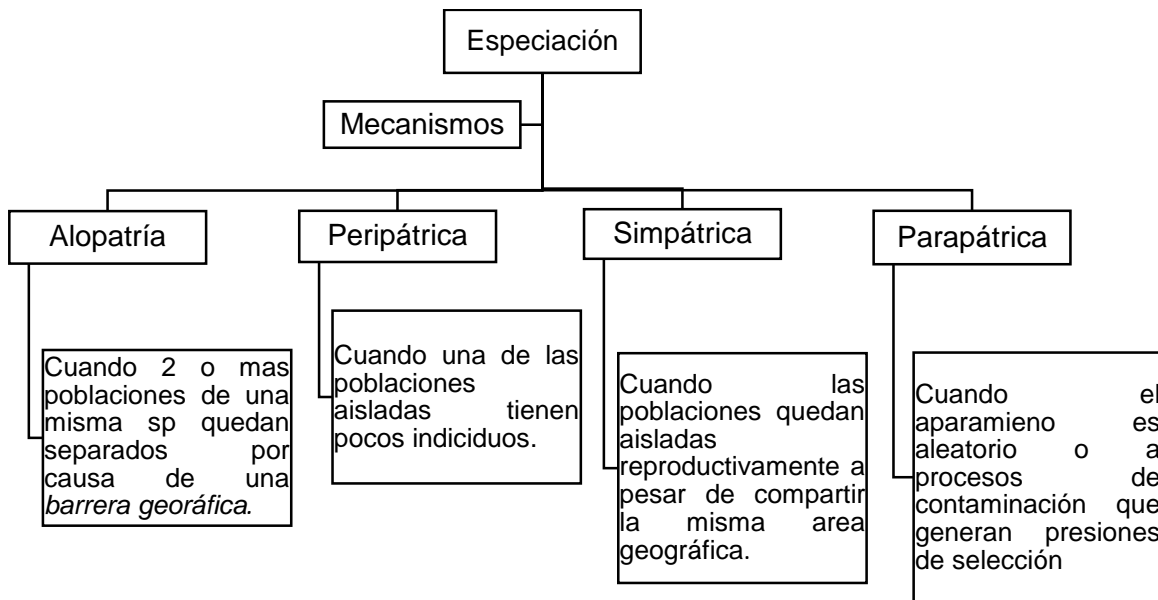 Especiación
Mecanismos
Alopatría
Peripátrica
Simpátrica
Parapátrica
Cuando 2 o mas
poblaciones de una
misma sp quedan
separados por
causa de una
barrera georáfica.
Cuando una de las
poblaciones
aisladas tienen
pocos indiciduos.
Cuando las
poblaciones quedan
aisladas
reproductivamente a
pesar de compartir
la misma area
geográfica.
Cuando el
aparamieno es
aleatorio o a
procesos de
contaminación que
generan presiones
de selección